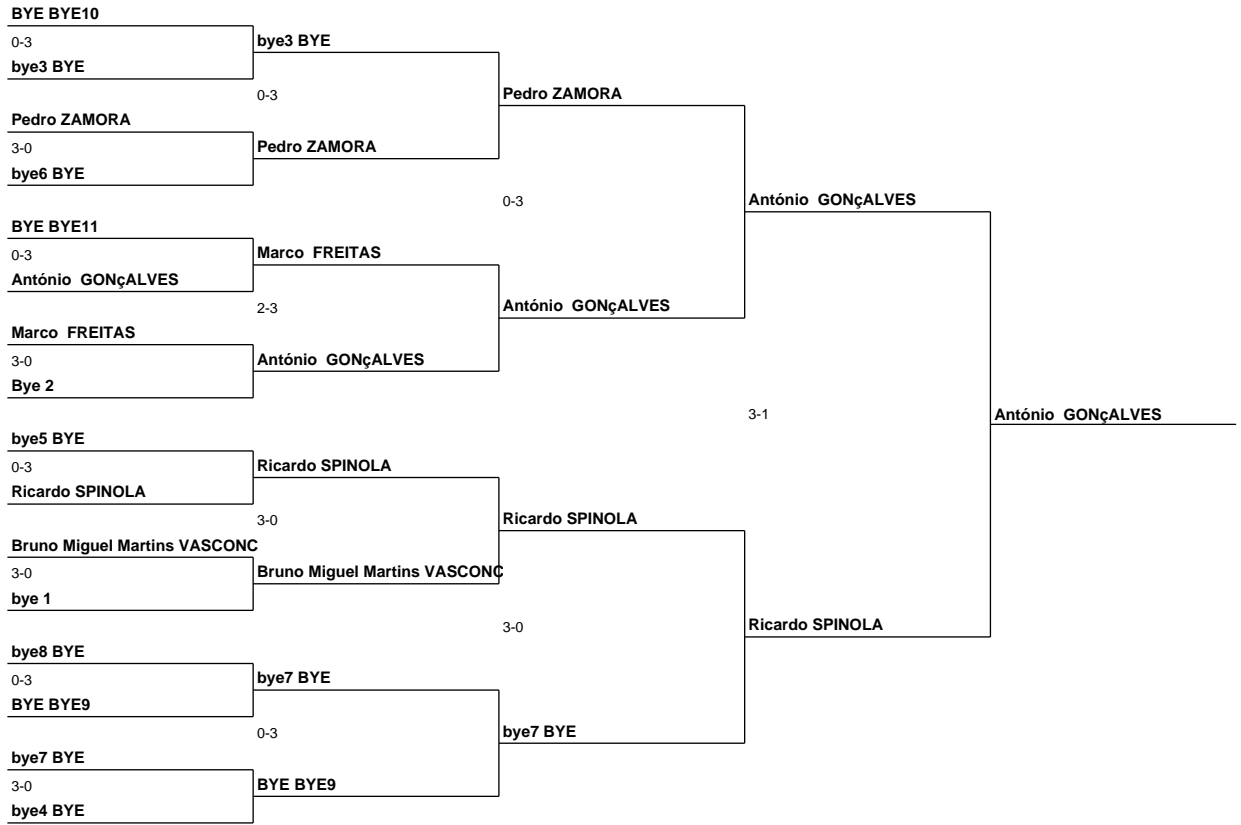 BYE BYE10
0-3
bye3 BYE
bye3 BYE
0-3
Pedro ZAMORA
Pedro ZAMORA
3-0
Pedro ZAMORA
bye6 BYE
0-3
António  GONçALVES
BYE BYE11
0-3
Marco  FREITAS
António  GONçALVES
2-3
António  GONçALVES
Marco  FREITAS
3-0
António  GONçALVES
Bye 2
3-1
António  GONçALVES
bye5 BYE
0-3
Ricardo SPINOLA
Ricardo SPINOLA
3-0
Ricardo SPINOLA
Bruno Miguel Martins VASCONC
3-0
Bruno Miguel Martins VASCONC
bye 1
3-0
Ricardo SPINOLA
bye8 BYE
0-3
bye7 BYE
BYE BYE9
0-3
bye7 BYE
bye7 BYE
3-0
BYE BYE9
bye4 BYE